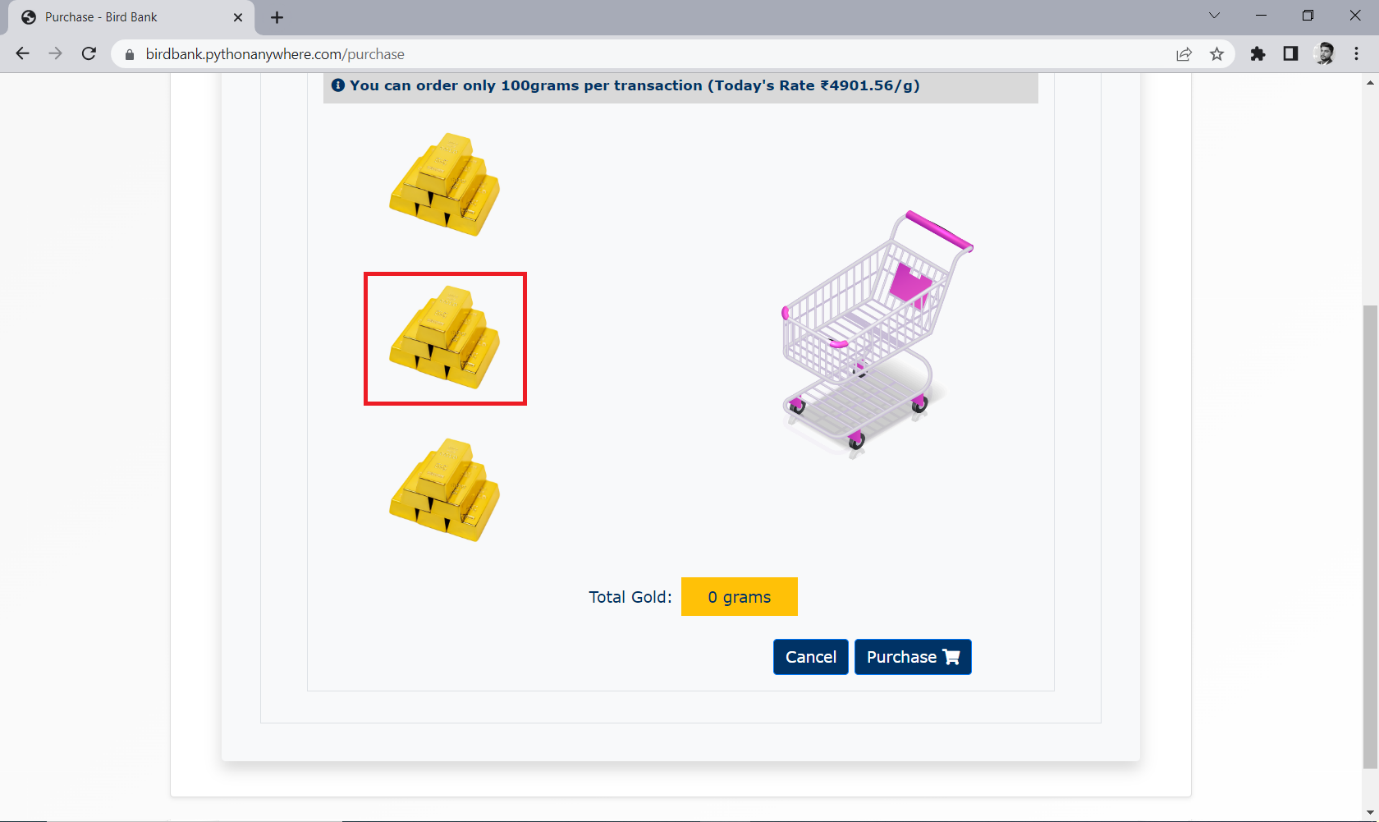 Purchase - Bird Bank
birdbank.pythonanywhere.com/purchase
You can order only 100grams per transaction (Today's Rate ₹4901.56/g)
Total Gold: 0 grams
Cancel Purchase